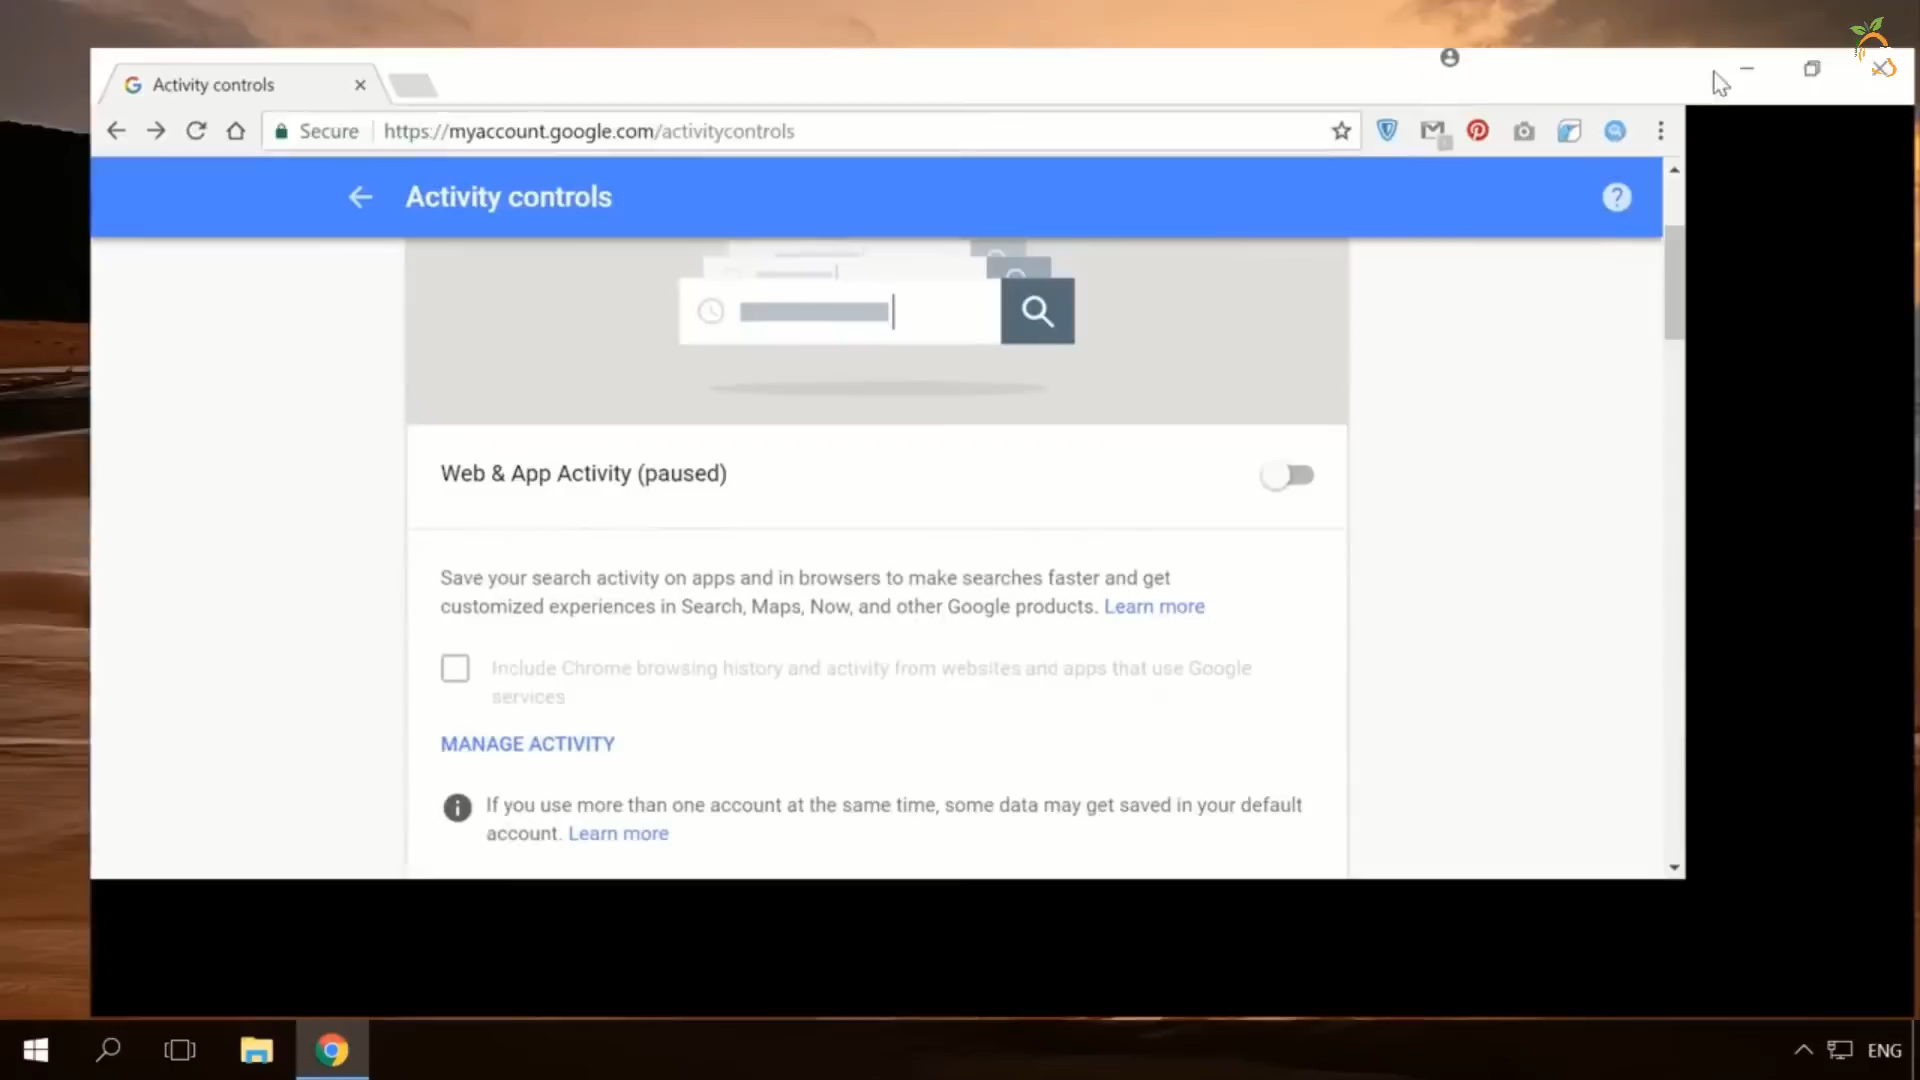 Activity controls
Secure
https://myaccount.google.com/activitycontrols
Activity controls
Web & App Activity (paused)
Save your search activity on apps and in browsers to make searches faster and get
customized experiences in Search, Maps, Now, and other Google products. Learn more
Include Chrome browsing history and activity from websites and apps that use Google
services
MANAGE ACTIVITY
If you use more than one account at the same time, some data may get saved in your default
account. Learn more
ENG